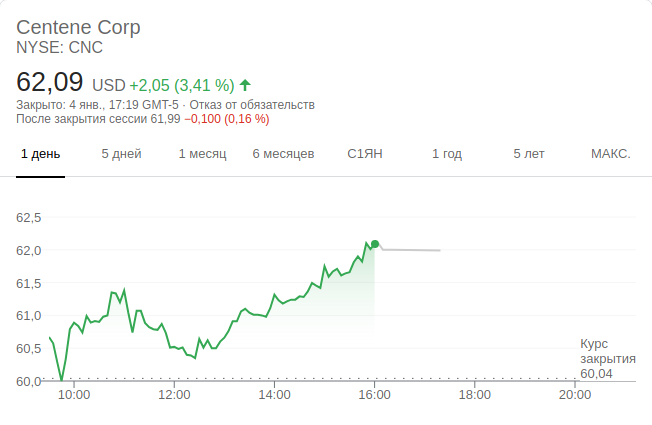 Centene Corp
NYSE: CNC
62,09 USD +2,05 (3,41 %)
Закрыто: 4 янв., 17:19 GMT-5 · Отказ от обязательств
После закрытия сессии 61,99 −0,100 (0,16 %)
1 день 5 дней 1 месяц 6 месяцев С1ЯН 1 год 5 лет МАКС.
62,5
62,0
61,5
61,0
60,5
Курс
закрытия
60,04
60,0
10:00 12:00 14:00 16:00 18:00 20:00